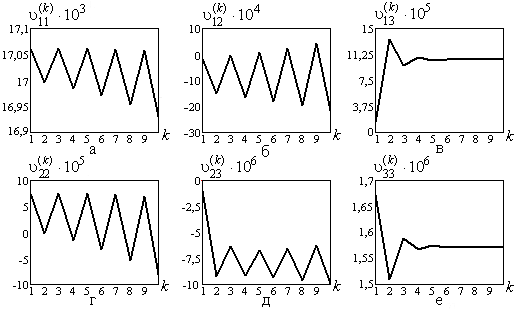 υ₁₁⁽ᵏ⁾ · 10³
17,1
17,05
17
16,95
16,9
1 2 3 4 5 6 7 8 9 k
а
υ₁₂⁽ᵏ⁾ · 10⁴
10
0
-10
-20
-30
1 2 3 4 5 6 7 8 9 k
б
υ₁₃⁽ᵏ⁾ · 10⁵
15
11,25
7,5
3,75
0
1 2 3 4 5 6 7 8 9 k
в
υ₂₂⁽ᵏ⁾ · 10⁵
10
5
0
-5
-10
1 2 3 4 5 6 7 8 9 k
г
υ₂₃⁽ᵏ⁾ · 10⁶
0
-2,5
-5
-7,5
-10
1 2 3 4 5 6 7 8 9 k
д
υ₃₃⁽ᵏ⁾ · 10⁶
1,7
1,65
1,6
1,55
1,5
1 2 3 4 5 6 7 8 9 k
е